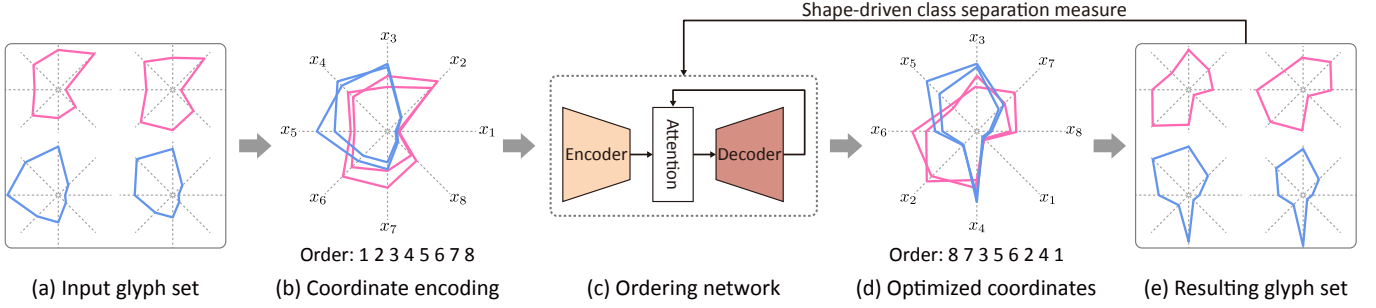 Shape-driven class separation measure
x3
x4
x2
x5
x1
x6
x8
x7
Order: 1 2 3 4 5 6 7 8
Encoder
Attention
Decoder
x3
x5
x7
x6
x8
x2
x1
x4
Order: 8 7 3 5 6 2 4 1
(a) Input glyph set
(b) Coordinate encoding
(c) Ordering network
(d) Optimized coordinates
(e) Resulting glyph set